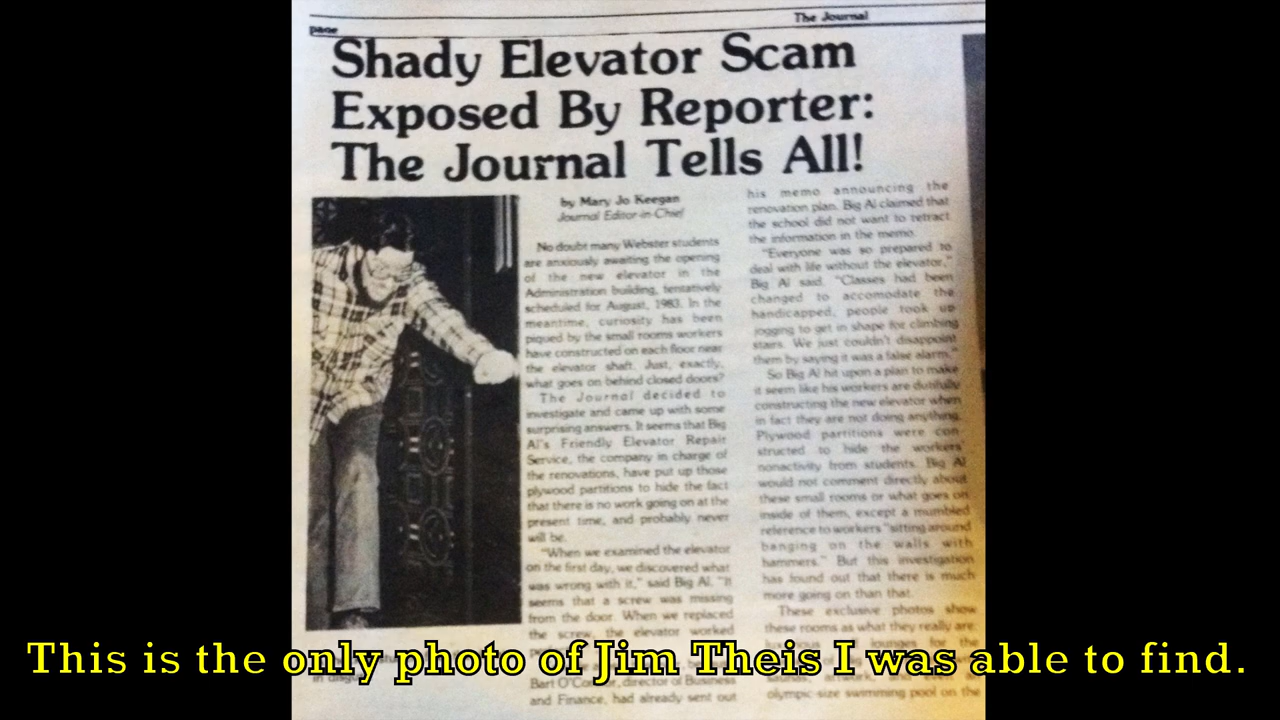 page
The Journal
Shady Elevator Scam
Exposed By Reporter:
The Journal Tells All!
by Mary Jo Keegan
Journal Editor-in-Chief
No doubt many Webster students
are anxiously awaiting the opening
of the new elevator in the
Administration building, tentatively
scheduled for August, 1983. In the
meantime, curiosity has been
piqued by the small rooms workers
have constructed on each floor near
the elevator shaft. Just, exactly,
what goes on behind closed doors?
The Journal decided to
investigate and came up with some
surprising answers. It seems that Big
Al's Friendly Elevator Repair
Service, the company in charge of
the renovations, have put up those
plywood partitions to hide the fact
that there is no work going on at the
present time, and probably never
will be.
"When we examined the elevator
on the first day, we discovered what
was wrong with it," said Big Al. "It
seems that a screw was missing
from the door. When we replaced
the screw, the elevator worked
Bart director of Business
and Finance, had already sent out
his memo announcing the
renovation plan. Big Al claimed that
the school did not want to retract
the information in the memo.
"Everyone was so prepared to
deal with life without the elevator,"
Big Al said. "Classes had been
changed to accomodate the
handicapped, people took up
jogging to get in shape for climbing
stairs. We just couldn't disappoint
them by saying it was a false alarm."
So Big Al hit upon a plan to make
it seem like his workers are dutifully
constructing the new elevator when
in fact they are not doing anything.
Plywood partitions were con-
structed to hide the workers'
nonactivity from students. Big Al
would not comment directly about
these small rooms or what goes on
inside of them, except a mumbled
reference to workers "sitting around
banging on the walls with
hammers." But this investigation
has found out that there is much
more going on than that.
These exclusive photos show
these rooms as what they really are:
lounges for the
olympic-size swimming pool on the
This is the only photo of Jim Theis I was able to find.